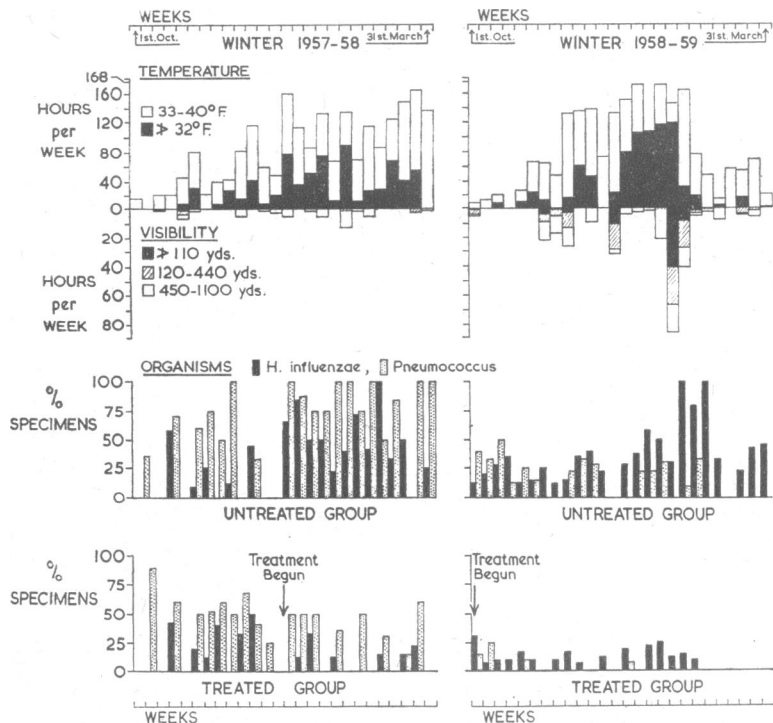 WEEKS
1st. Oct. WINTER 1957-58 31st. March
1st. Oct. WINTER 1958-59 31st. March
TEMPERATURE
33-40°F.
≯ 32°F.
HOURS
per
WEEK
168
160
120
80
40
0
VISIBILITY
≯ 110 yds.
120-440 yds.
450-1100 yds.
HOURS
per
WEEK
20
40
60
80
ORGANISMS H. influenzae, Pneumococcus
%
SPECIMENS
100
75
50
25
0
UNTREATED GROUP
UNTREATED GROUP
%
SPECIMENS
100
75
50
25
0
Treatment
Begun
Treatment
Begun
TREATED GROUP
TREATED GROUP
WEEKS
WEEKS
WEEKS